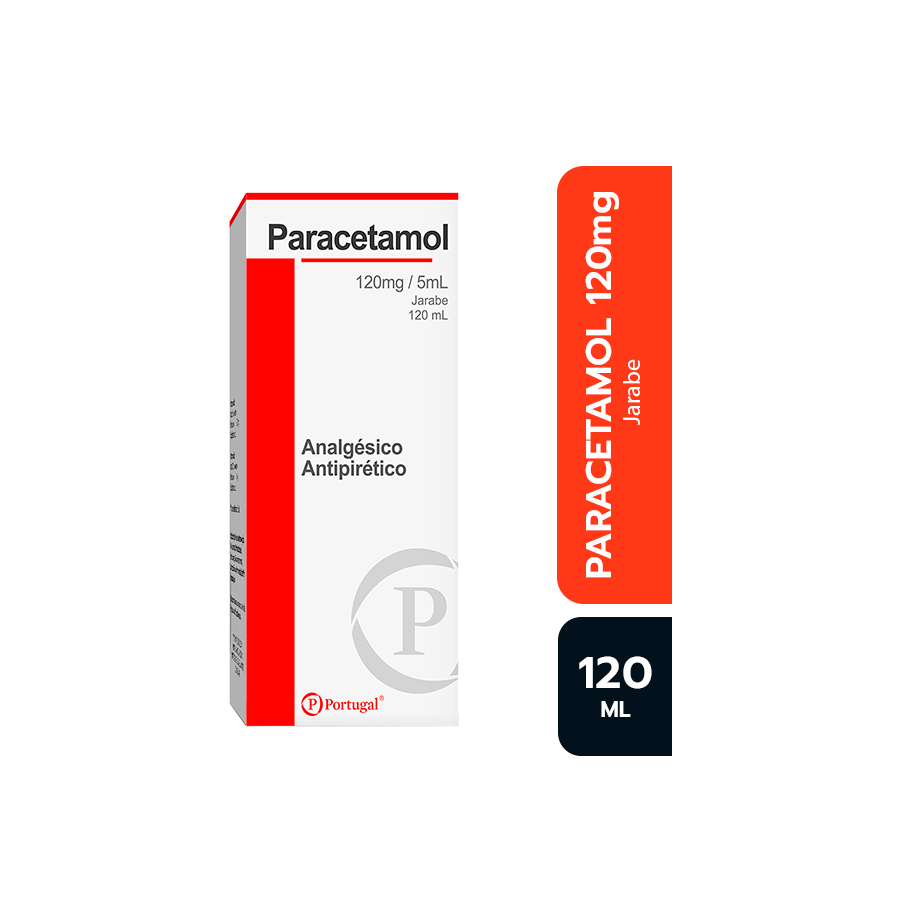 Paracetamol
120mg / 5mL
Jarabe
120 mL
Analgésico
Antipirético
P
P Portugal®
PARACETAMOL 120mg
Jarabe
120
ML